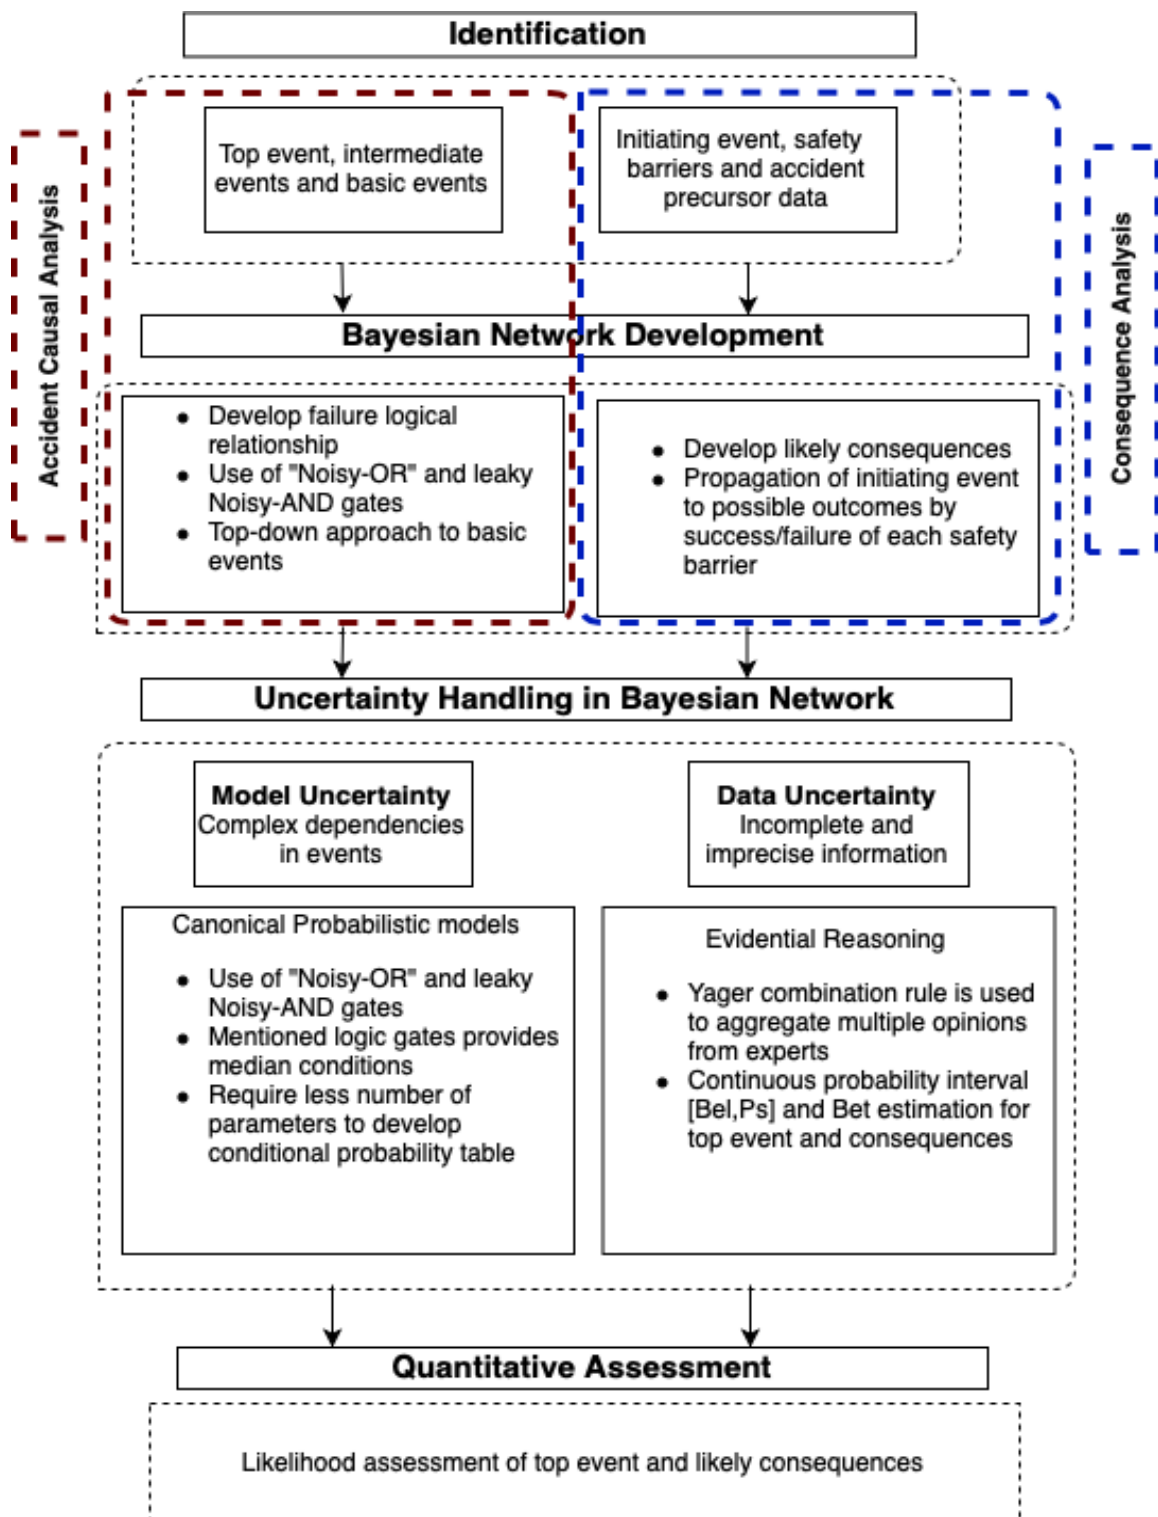 Identification
Accident Causal Analysis
Top event, intermediate
events and basic events
Initiating event, safety
barriers and accident
precursor data
Consequence Analysis
Bayesian Network Development
● Develop failure logical
relationship
● Use of "Noisy-OR" and leaky
Noisy-AND gates
● Top-down approach to basic
events
● Develop likely consequences
● Propagation of initiating event
to possible outcomes by
success/failure of each safety
barrier
Uncertainty Handling in Bayesian Network
Model Uncertainty
Complex dependencies
in events
Data Uncertainty
Incomplete and
imprecise information
Canonical Probabilistic models
● Use of "Noisy-OR" and leaky
Noisy-AND gates
● Mentioned logic gates provides
median conditions
● Require less number of
parameters to develop
conditional probability table
Evidential Reasoning
● Yager combination rule is used
to aggregate multiple opinions
from experts
● Continuous probability interval
[Bel,Ps] and Bet estimation for
top event and consequences
Quantitative Assessment
Likelihood assessment of top event and likely consequences